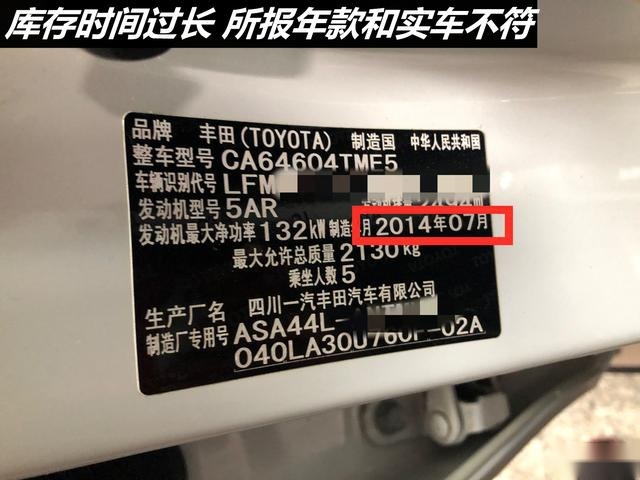 库存时间过长 所报年款和实车不符
品牌 丰田(TOYOTA) 制造国 中华人民共和国
整车型号 CA64604TME5
车辆识别代号 LFM
发动机型号 5AR
发动机最大净功率 132kW 制造年月 2014年07月
最大允许总质量 2130kg
乘坐人数 5
生产厂名 四川一汽丰田汽车有限公司
制造厂专用号 ASA44L-
040LA30U760F-02A